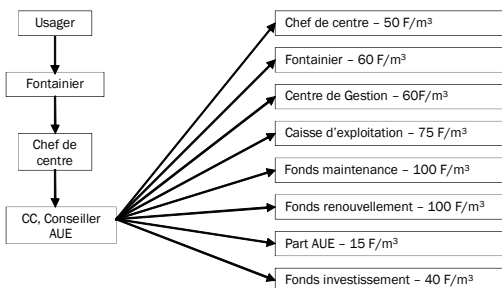 Usager
Fontainier
Chef de
centre
CC, Conseiller
AUE
Chef de centre – 50 F/m³
Fontainier – 60 F/m³
Centre de Gestion – 60F/m³
Caisse d'exploitation – 75 F/m³
Fonds maintenance – 100 F/m³
Fonds renouvellement – 100 F/m³
Part AUE – 15 F/m³
Fonds investissement – 40 F/m³